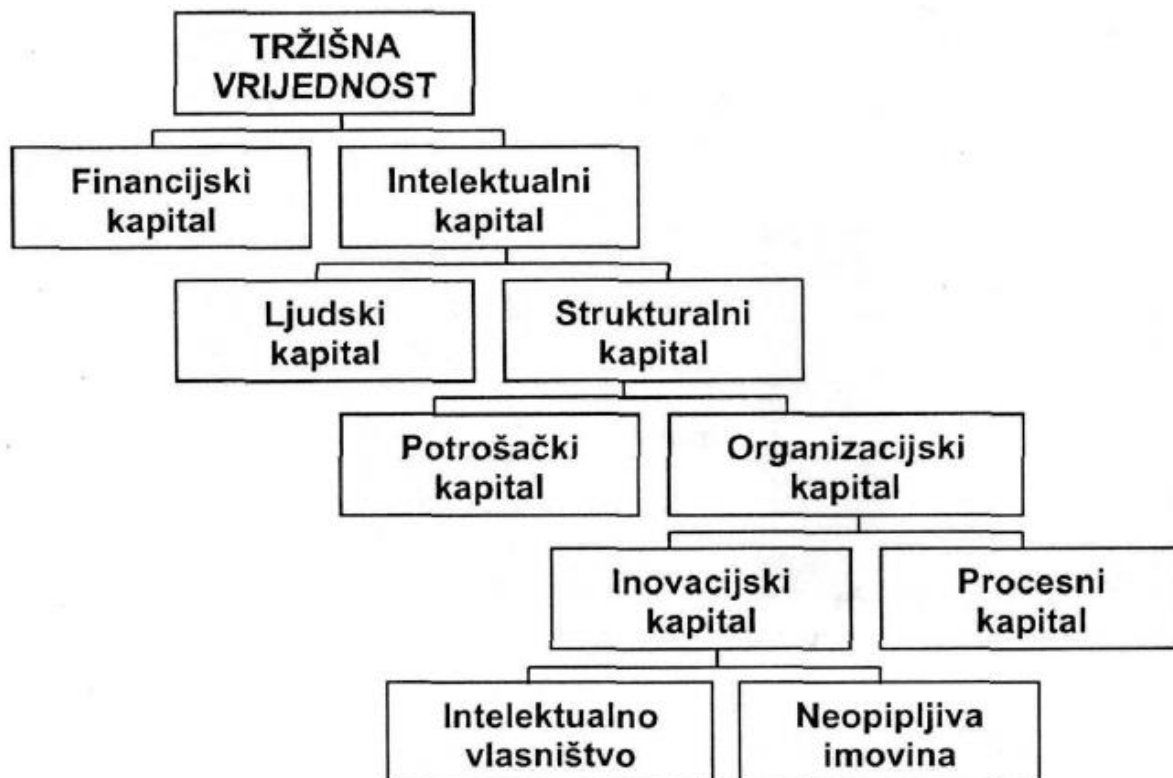 TRŽIŠNA
VRIJEDNOST
Financijski
kapital
Intelektualni
kapital
Ljudski
kapital
Strukturalni
kapital
Potrošački
kapital
Organizacijski
kapital
Inovacijski
kapital
Procesni
kapital
Intelektualno
vlasništvo
Neopipljiva
imovina